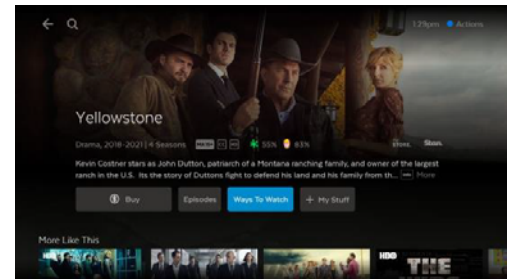 1:29pm Actions
Yellowstone
Drama, 2018-2021 | 4 Seasons 55% 83% Stan.
Kevin Costner stars as John Dutton, patriarch of a Montana ranching family, and owner of the largest
ranch in the U.S. Its the story of Duttons fight to defend his land and his family from th... More
Buy Episodes Ways To Watch + My Stuff
More Like This
HBO HBO
THE